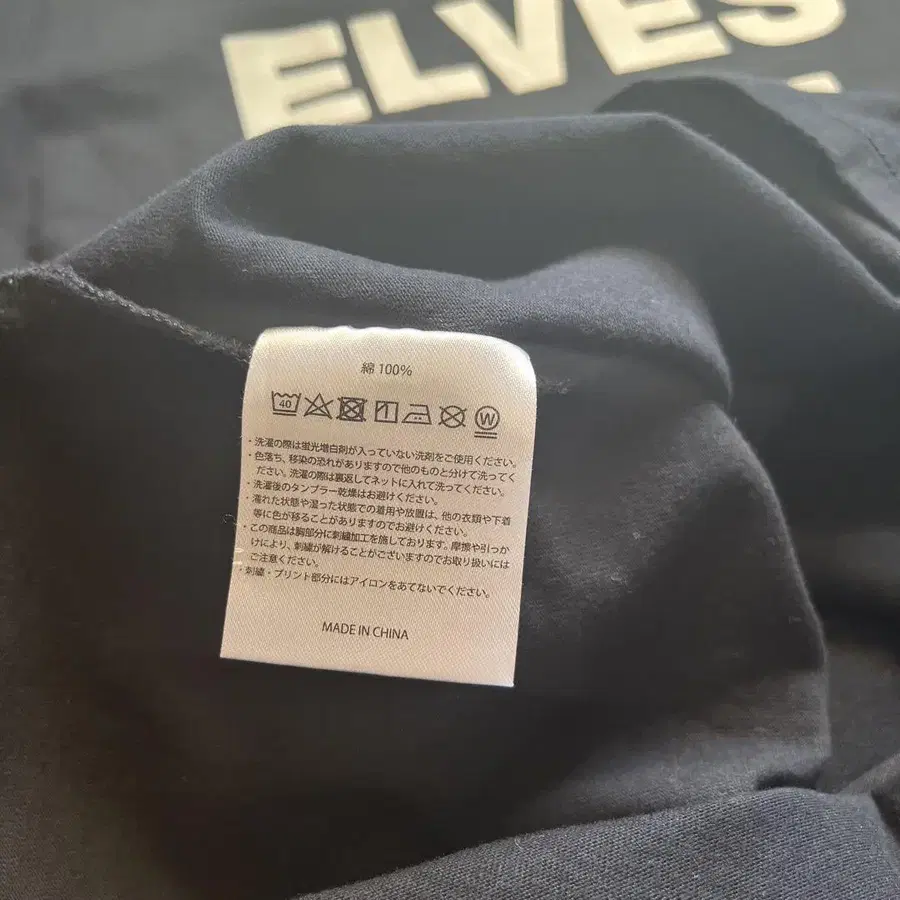 ELVES
綿 100%
40
W
・洗濯の際は蛍光増白剤が入っていない洗剤をご使用ください。
・色落ち、移染の恐れがありますので他のものと分けて洗ってく
ださい。洗濯の際は裏返してネットに入れて洗ってください。
・洗濯後のタンブラー乾燥はお避けください。
・濡れた状態や湿った状態での着用や放置は、他の衣類や下着
等に色が移ることがありますのでお避けください。
・この商品は胸部分に刺繍加工を施しております。摩擦や引っか
けにより、刺繍が解けることがございますのでお取り扱いには
ご注意ください。
・刺繍・プリント部分にはアイロンをあてないでください。
MADE IN CHINA